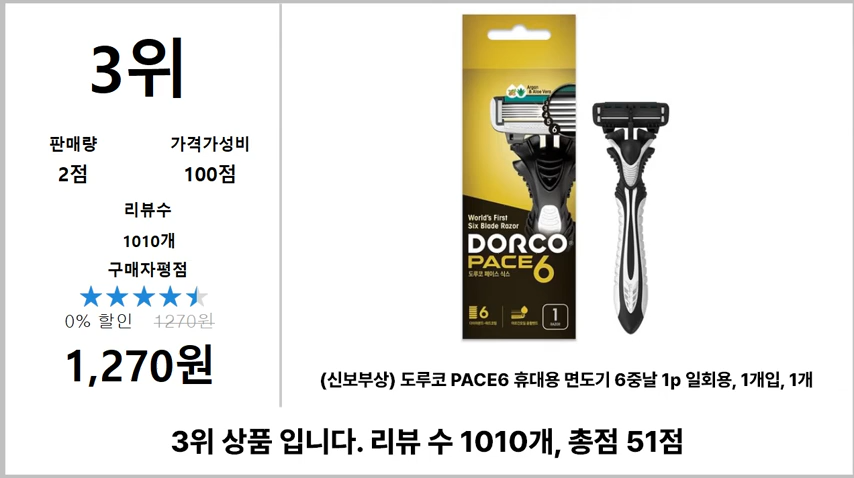 3위
판매량 가격가성비
2점 100점
리뷰수
1010개
구매자평점
0% 할인 1270원
1,270원
Argan
& Aloe Vera
6
World's First
Six Blade Razor
DORCO
PACE6
도루코 페이스 식스
6
1
(신보부상) 도루코 PACE6 휴대용 면도기 6중날 1p 일회용, 1개입, 1개
3위 상품 입니다. 리뷰 수 1010개, 총점 51점